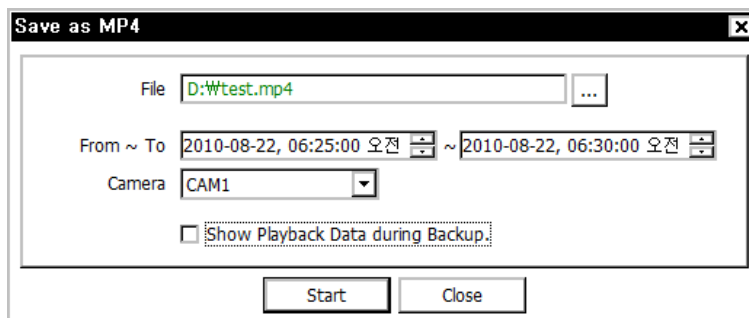 Save as MP4
File D:₩test.mp4 ...
From ~ To 2010-08-22, 06:25:00 오전 ~ 2010-08-22, 06:30:00 오전
Camera CAM1
Show Playback Data during Backup.
Start Close